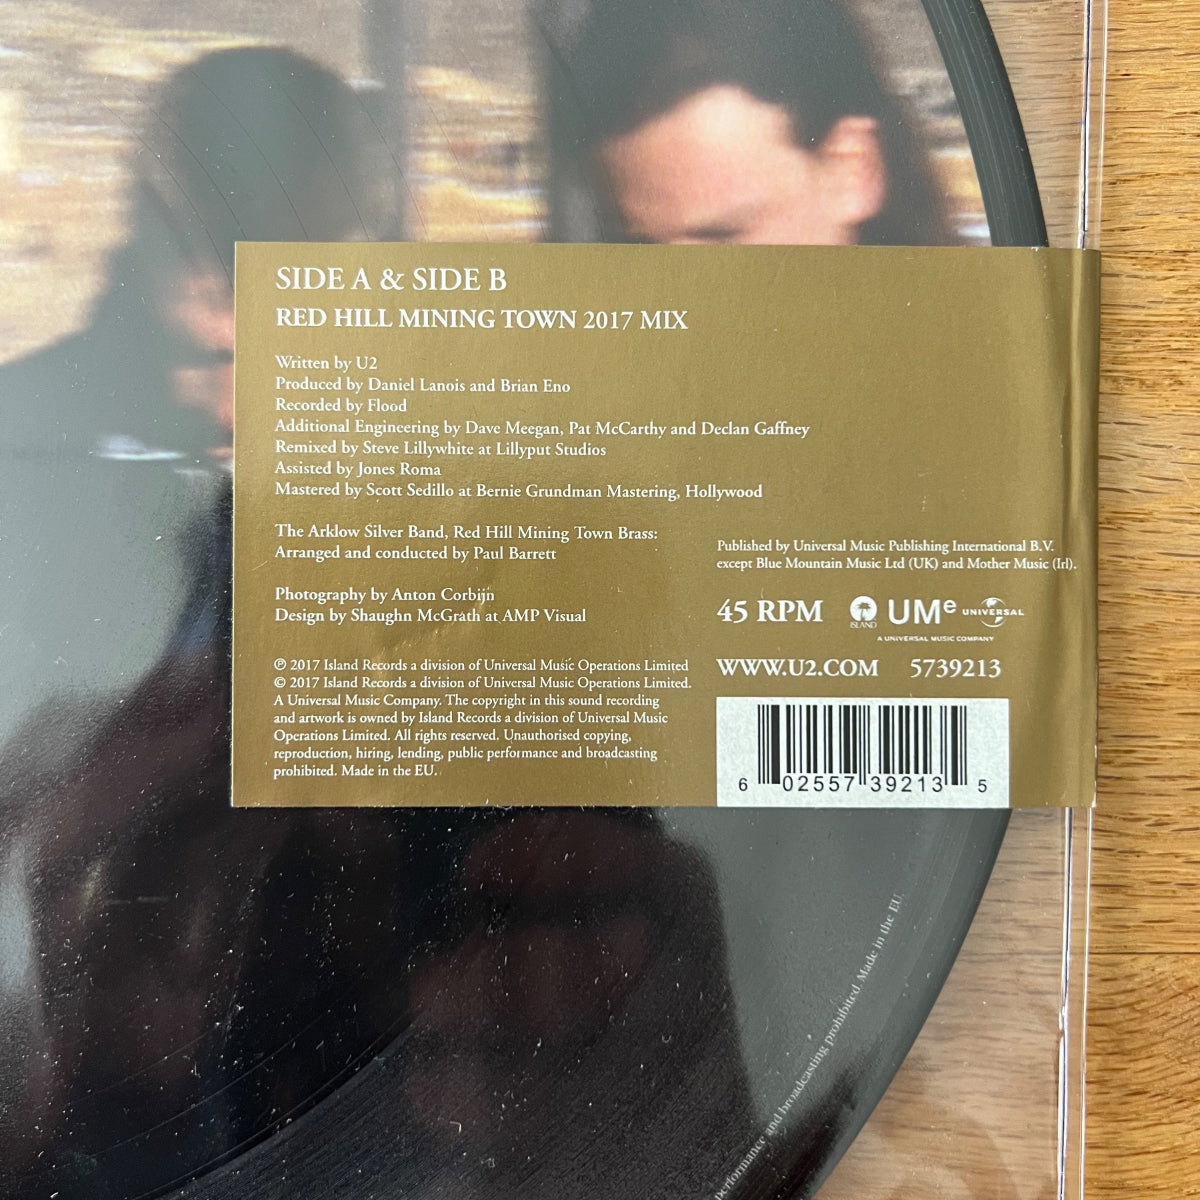 SIDE A & SIDE B
RED HILL MINING TOWN 2017 MIX
Written by U2
Produced by Daniel Lanois and Brian Eno
Recorded by Flood
Additional Engineering by Dave Meegan, Pat McCarthy and Declan Gaffney
Remixed by Steve Lillywhite at Lillyput Studios
Assisted by Jones Roma
Mastered by Scott Sedillo at Bernie Grundman Mastering, Hollywood
The Arklow Silver Band, Red Hill Mining Town Brass:
Arranged and conducted by Paul Barrett
Photography by Anton Corbijn
Design by Shaughn McGrath at AMP Visual
℗ 2017 Island Records a division of Universal Music Operations Limited
© 2017 Island Records a division of Universal Music Operations Limited.
A Universal Music Company. The copyright in this sound recording
and artwork is owned by Island Records a division of Universal Music
Operations Limited. All rights reserved. Unauthorised copying,
reproduction, hiring, lending, public performance and broadcasting
prohibited. Made in the EU.
Published by Universal Music Publishing International B.V.
except Blue Mountain Music Ltd (UK) and Mother Music (Irl).
45 RPM ISLAND UMe UNIVERSAL
A UNIVERSAL MUSIC COMPANY
WWW.U2.COM 5739213
6 02557 39213 5
performance and broadcasting prohibited. Made in the EU.